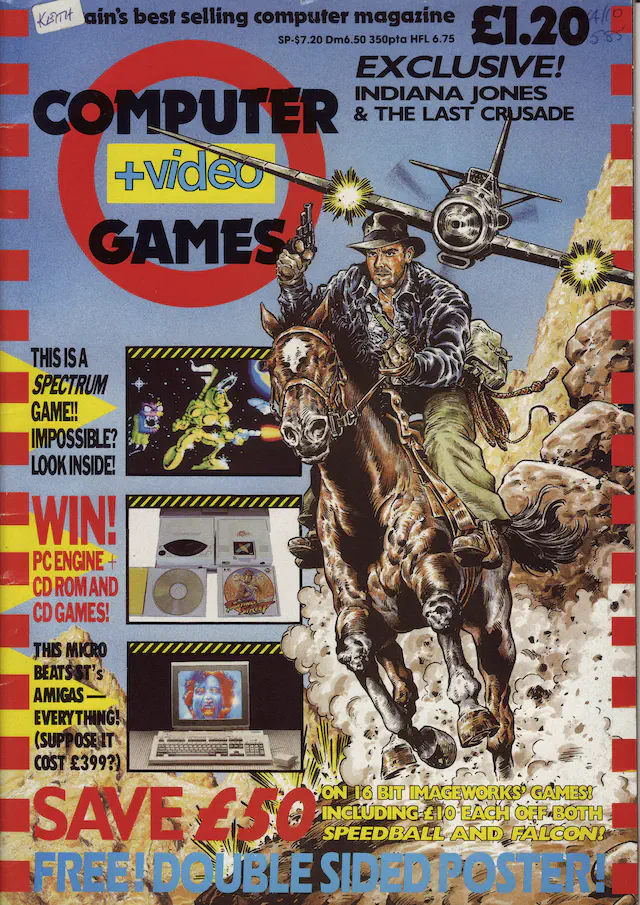 KEITH
ain's best selling computer magazine
£1.20
SP-$7.20 Dm6.50 350pta HFL 6.75
EXCLUSIVE!
INDIANA JONES
& THE LAST CRUSADE
COMPUTER
+video
GAMES
THIS IS A
SPECTRUM
GAME!!
IMPOSSIBLE?
LOOK INSIDE!
WIN!
PC ENGINE +
CD ROM AND
CD GAMES!
THIS MICRO
BEATS ST's
AMIGAS —
EVERYTHING!
(SUPPOSE IT
COST £399?)
SAVE £50
ON 16 BIT IMAGEWORKS' GAMES!
INCLUDING £10 EACH OFF BOTH
SPEEDBALL AND FALCON!
FREE! DOUBLE SIDED POSTER!